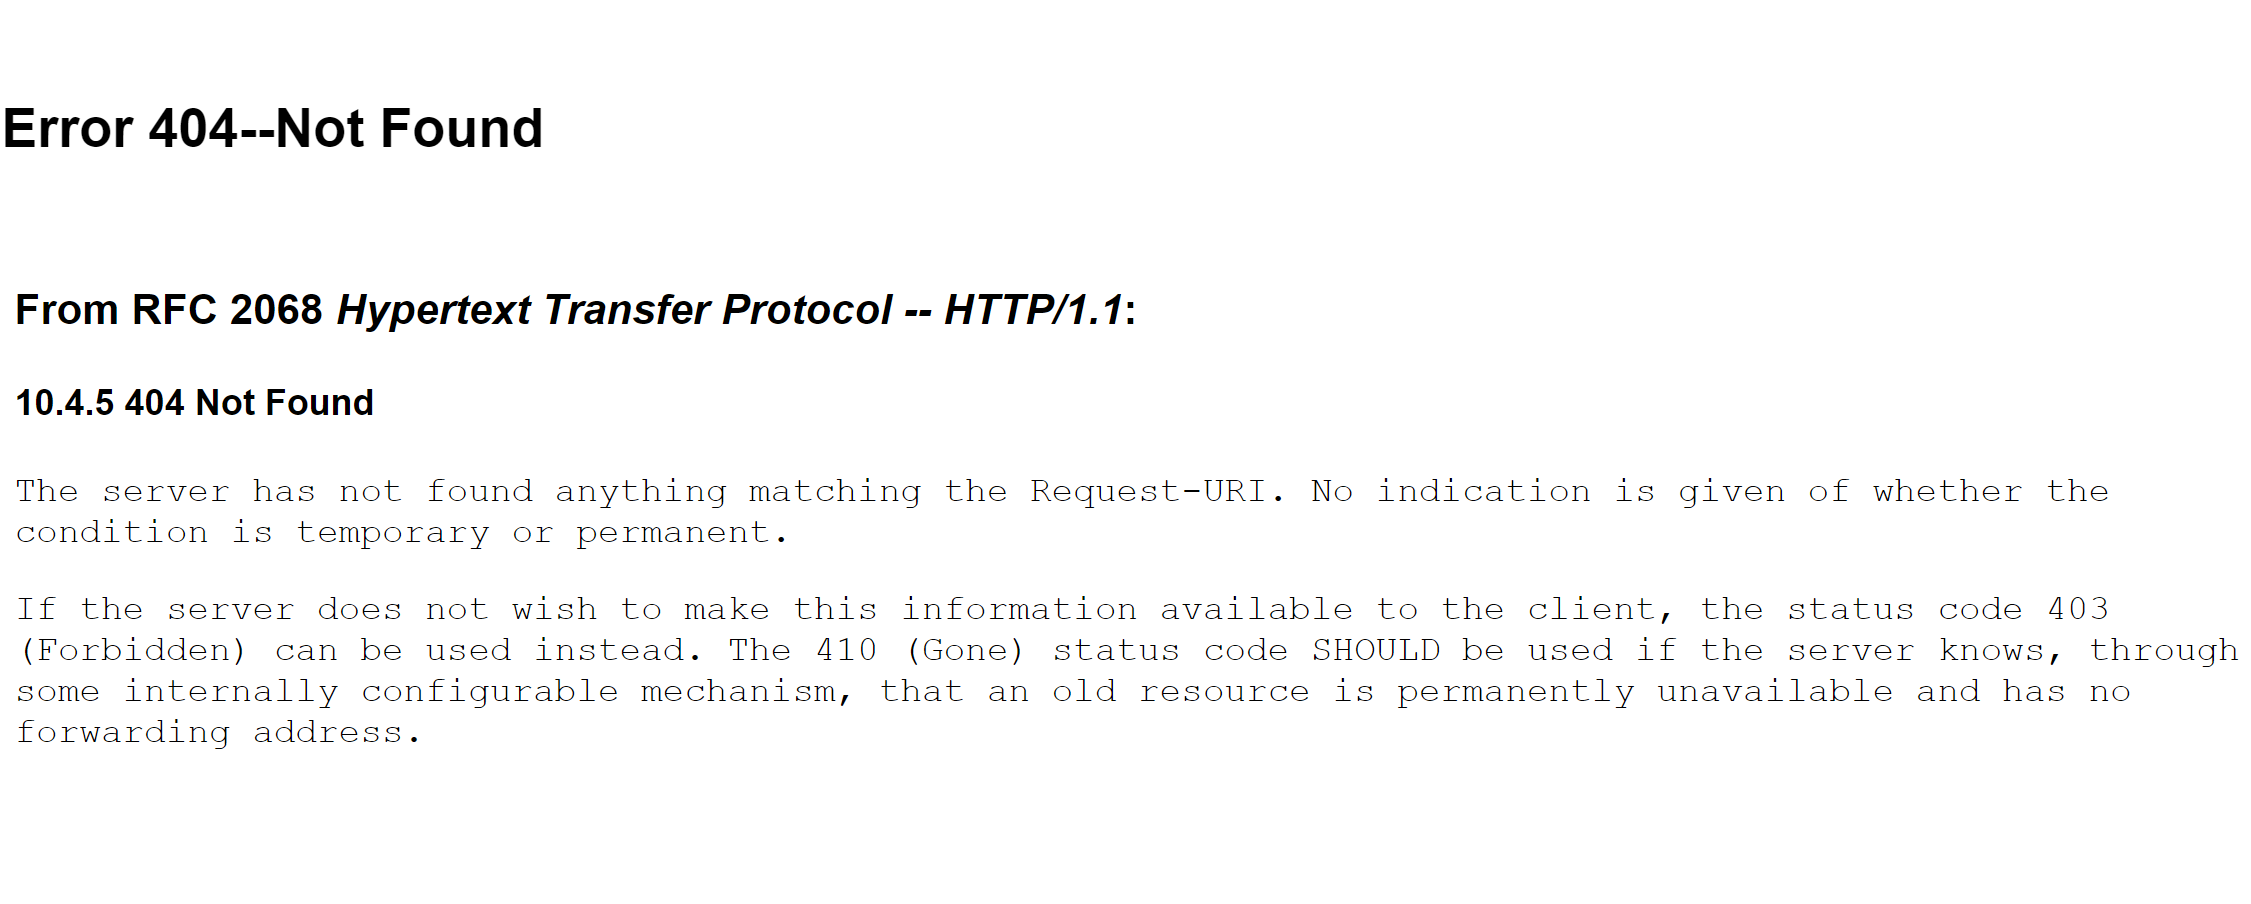 Error 404--Not Found
From RFC 2068 Hypertext Transfer Protocol -- HTTP/1.1:
10.4.5 404 Not Found
The server has not found anything matching the Request-URI. No indication is given of whether the
condition is temporary or permanent.
If the server does not wish to make this information available to the client, the status code 403
(Forbidden) can be used instead. The 410 (Gone) status code SHOULD be used if the server knows, through
some internally configurable mechanism, that an old resource is permanently unavailable and has no
forwarding address.